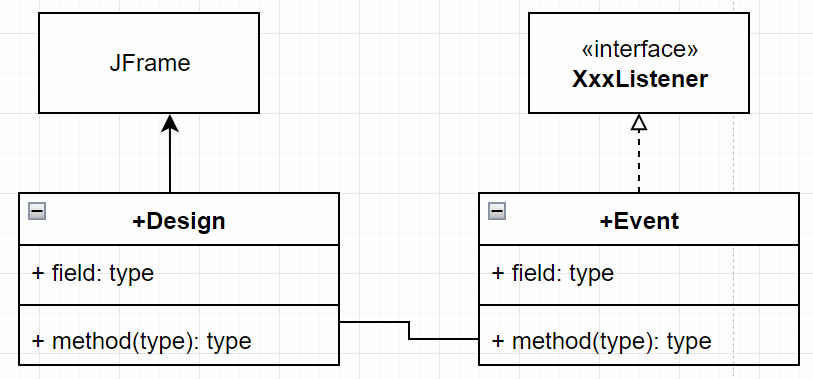 JFrame
«interface»
XxxListener
+Design
+ field: type
+ method(type): type
+Event
+ field: type
+ method(type): type